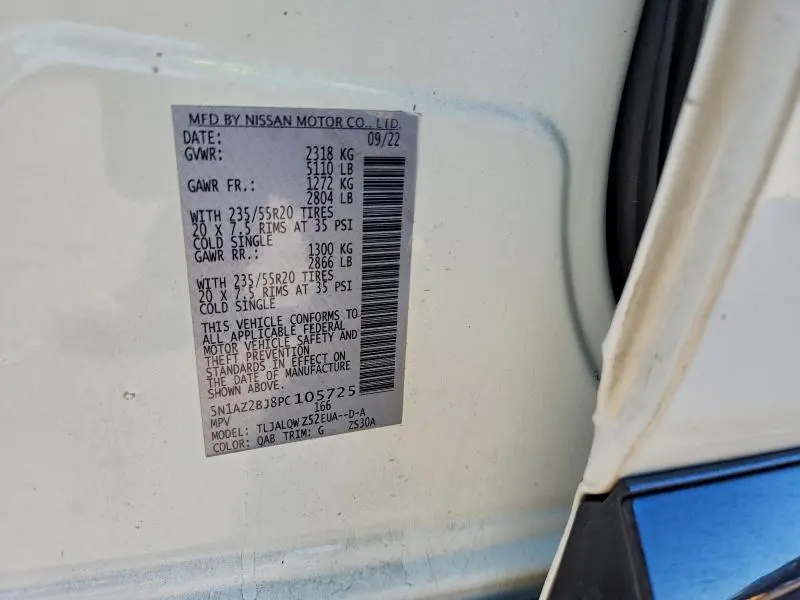 MFD BY NISSAN MOTOR CO., LTD.
DATE: 09/22
GVWR: 2318 KG
5110 LB
GAWR FR.: 1272 KG
2804 LB
WITH 235/55R20 TIRES
20 X 7.5 RIMS AT 35 PSI
COLD SINGLE
GAWR RR.: 1300 KG
2866 LB
WITH 235/55R20 TIRES
20 X 7.5 RIMS AT 35 PSI
COLD SINGLE
THIS VEHICLE CONFORMS TO
ALL APPLICABLE FEDERAL
MOTOR VEHICLE SAFETY AND
THEFT PREVENTION
STANDARDS IN EFFECT ON
THE DATE OF MANUFACTURE
SHOWN ABOVE.
5N1AZ2BJ8PC105725
MPV 166
MODEL: TLJALQW Z52EUA--D-A
COLOR: QAB TRIM: G ZS30A